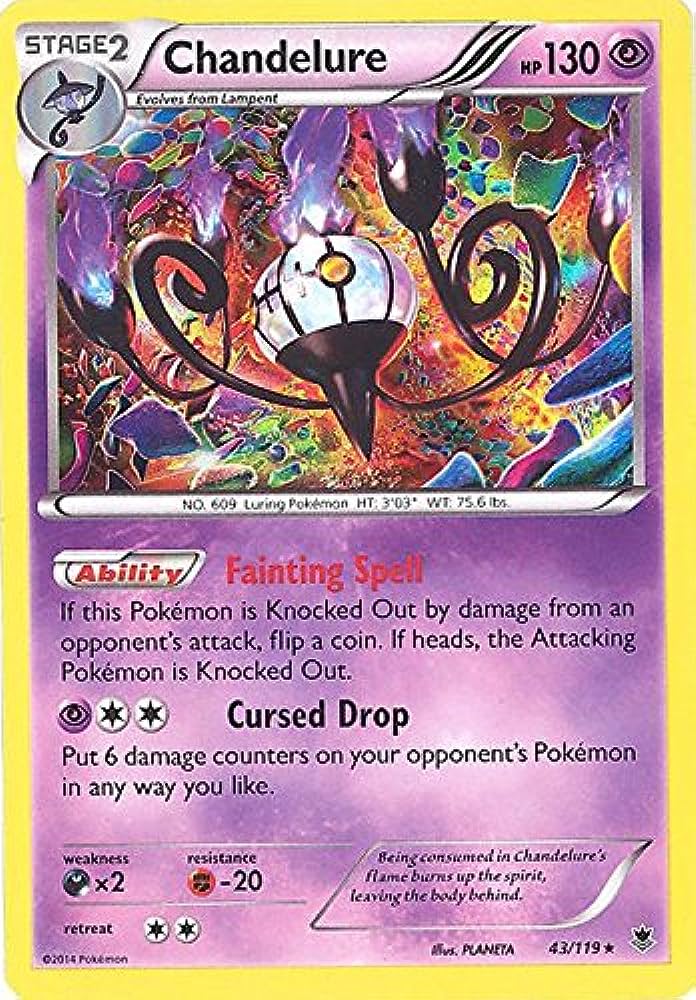 STAGE2 Chandelure HP130
Evolves from Lampent
NO. 609 Luring Pokémon HT: 3'03" WT: 75.6 lbs.
Ability Fainting Spell
If this Pokémon is Knocked Out by damage from an
opponent's attack, flip a coin. If heads, the Attacking
Pokémon is Knocked Out.
Cursed Drop
Put 6 damage counters on your opponent's Pokémon
in any way you like.
weakness resistance
×2 -20
Being consumed in Chandelure's
flame burns up the spirit,
leaving the body behind.
retreat
©2014 Pokémon Illus. PLANETA 43/119 ★